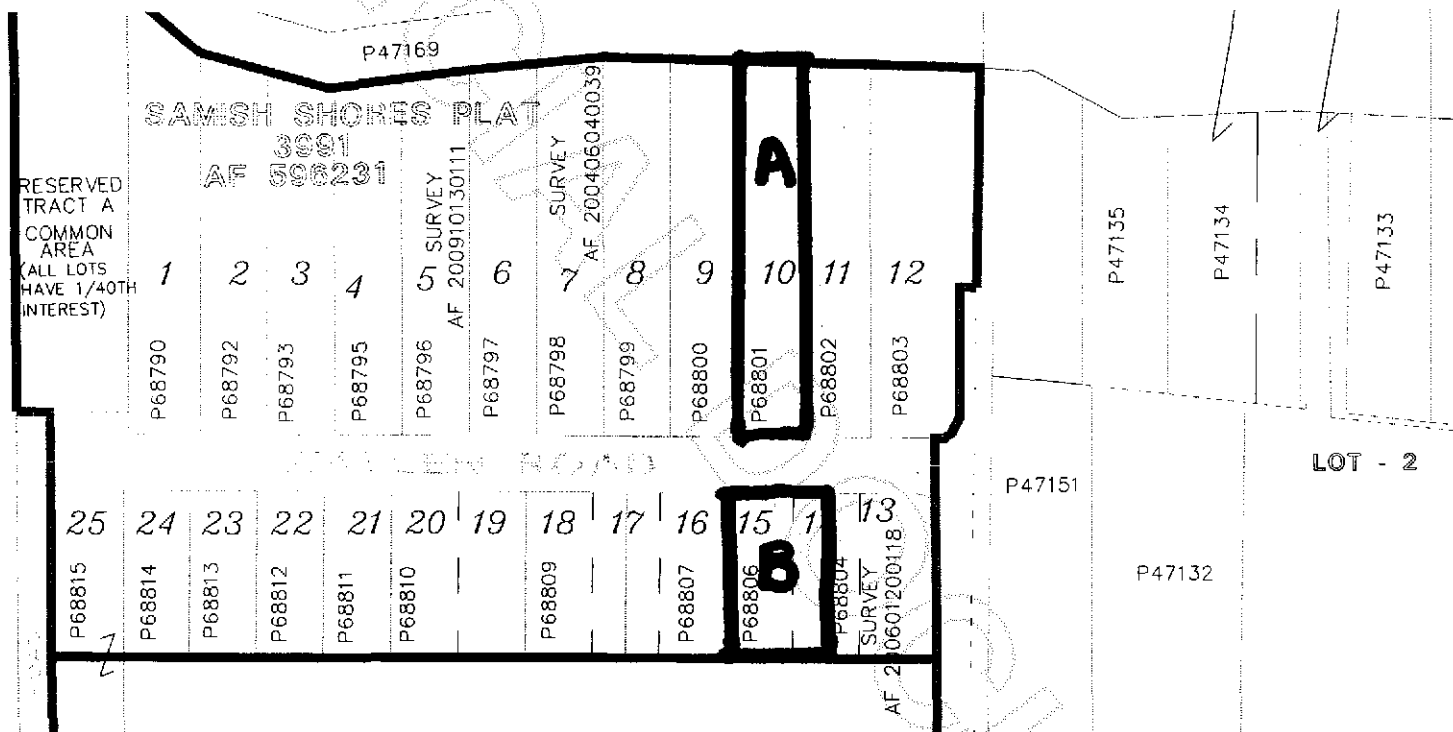 P47169
SAMISH SHORES PLAT
3991
AF 596231
RESERVED
TRACT A
COMMON
AREA
(ALL LOTS
HAVE 1/40TH
INTEREST)
SURVEY
AF 200910130111
SURVEY
AF 200406040039
A
1 2 3 4 5 6 7 8 9 10 11 12
P68790 P68792 P68793 P68795 P68796 P68797 P68798 P68799 P68800 P68801 P68802 P68803
P47135 P47134 P47133
ROAD
LOT - 2
P47151
P47132
25 24 23 22 21 20 19 18 17 16 15 13
B
P68815 P68814 P68813 P68812 P68811 P68810 P68809 P68807 P68806 P68804
SURVEY
AF 200601200118